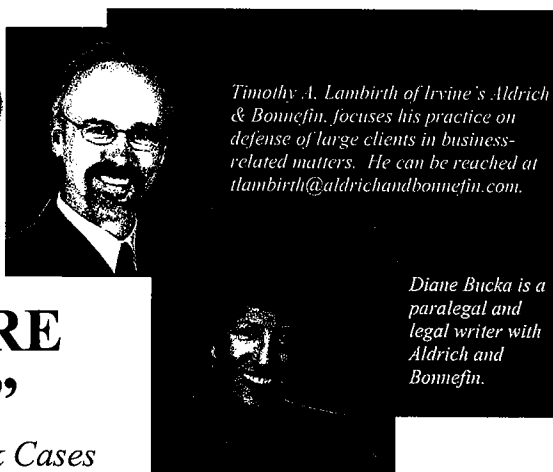 Timothy A. Lambirth of Irvine's Aldrich
& Bonnefin, focuses his practice on
defense of large clients in business-
related matters. He can be reached at
tlambirth@aldrichandbonnefin.com.
Diane Bucka is a
paralegal and
legal writer with
Aldrich and
Bonnefin.
RE
”
Cases